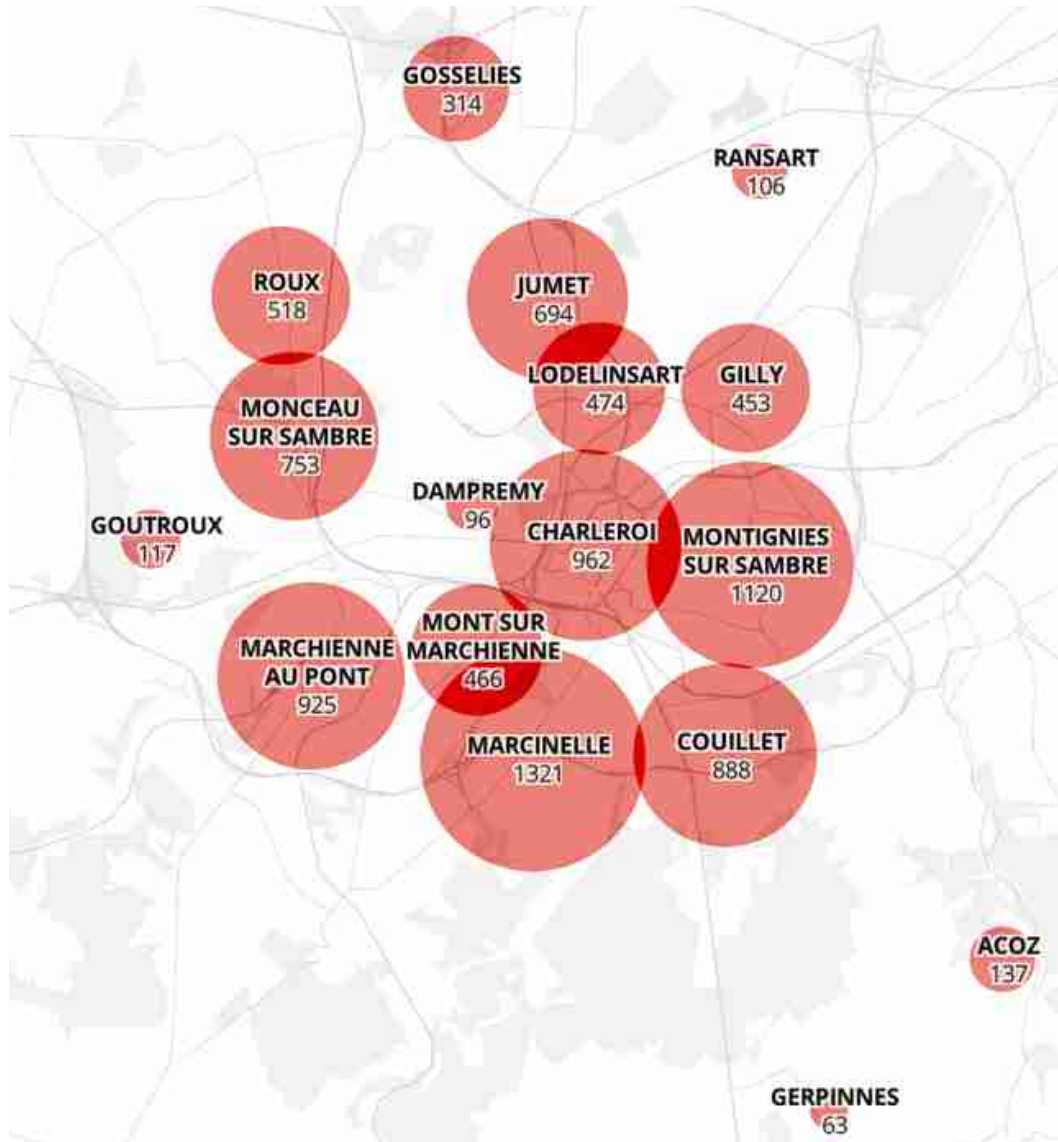 GOSSELIES
314
RANSART
106
ROUX
518
JUMET
694
LODELINSART
474
GILLY
453
MONCEAU
SUR SAMBRE
753
DAMPREMY
96
GOUTROUX
117
CHARLEROI
962
MONTIGNIES
SUR SAMBRE
1120
MONT SUR
MARCHIENNE
466
MARCHIENNE
AU PONT
925
MARCINELLE
1321
COUILLET
888
ACOZ
137
GERPINNES
63